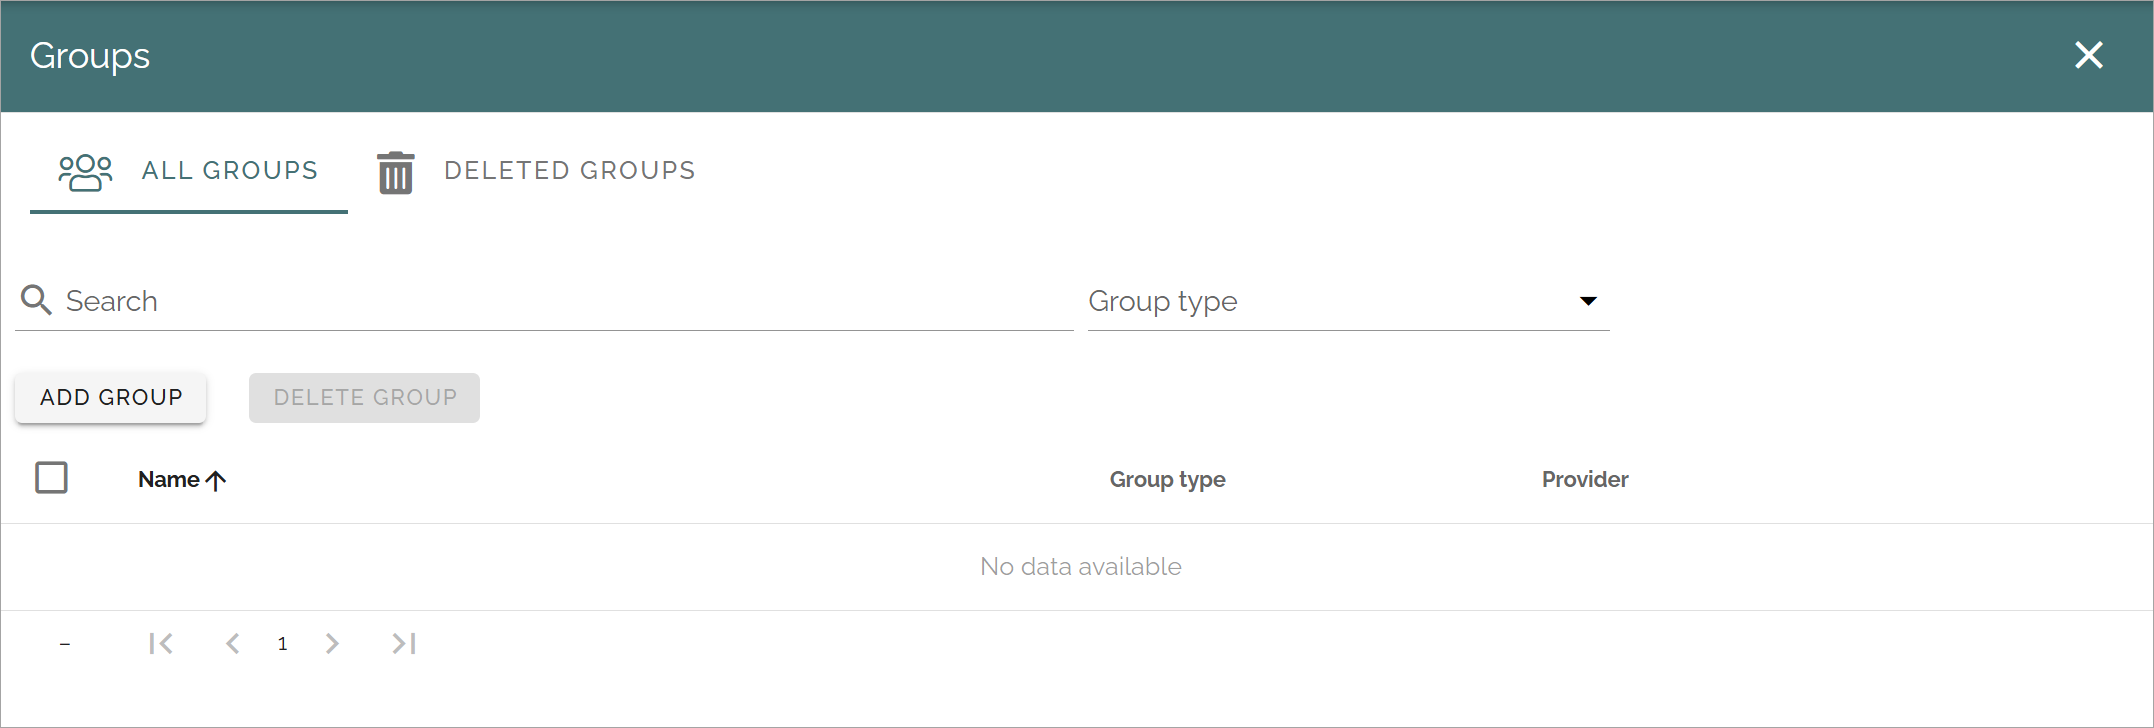 Groups
ALL GROUPS DELETED GROUPS
Search Group type
ADD GROUP DELETE GROUP
Name Group type Provider
No data available
– 1